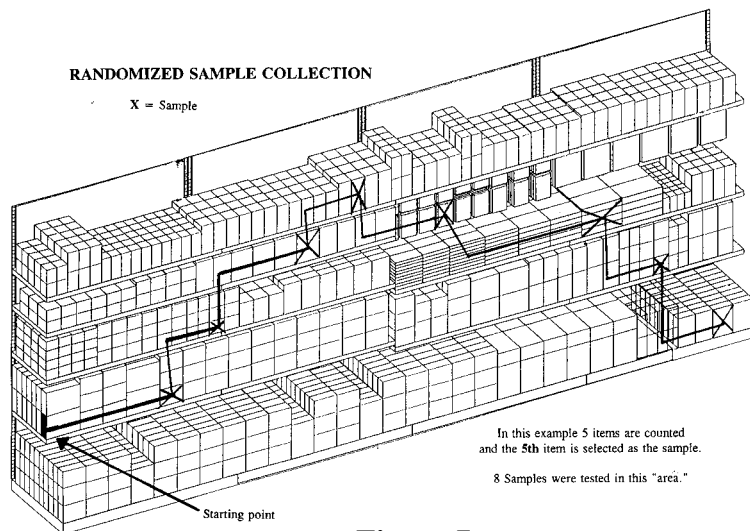 RANDOMIZED SAMPLE COLLECTION
X = Sample
In this example 5 items are counted
and the 5th item is selected as the sample.
8 Samples were tested in this "area."
Starting point